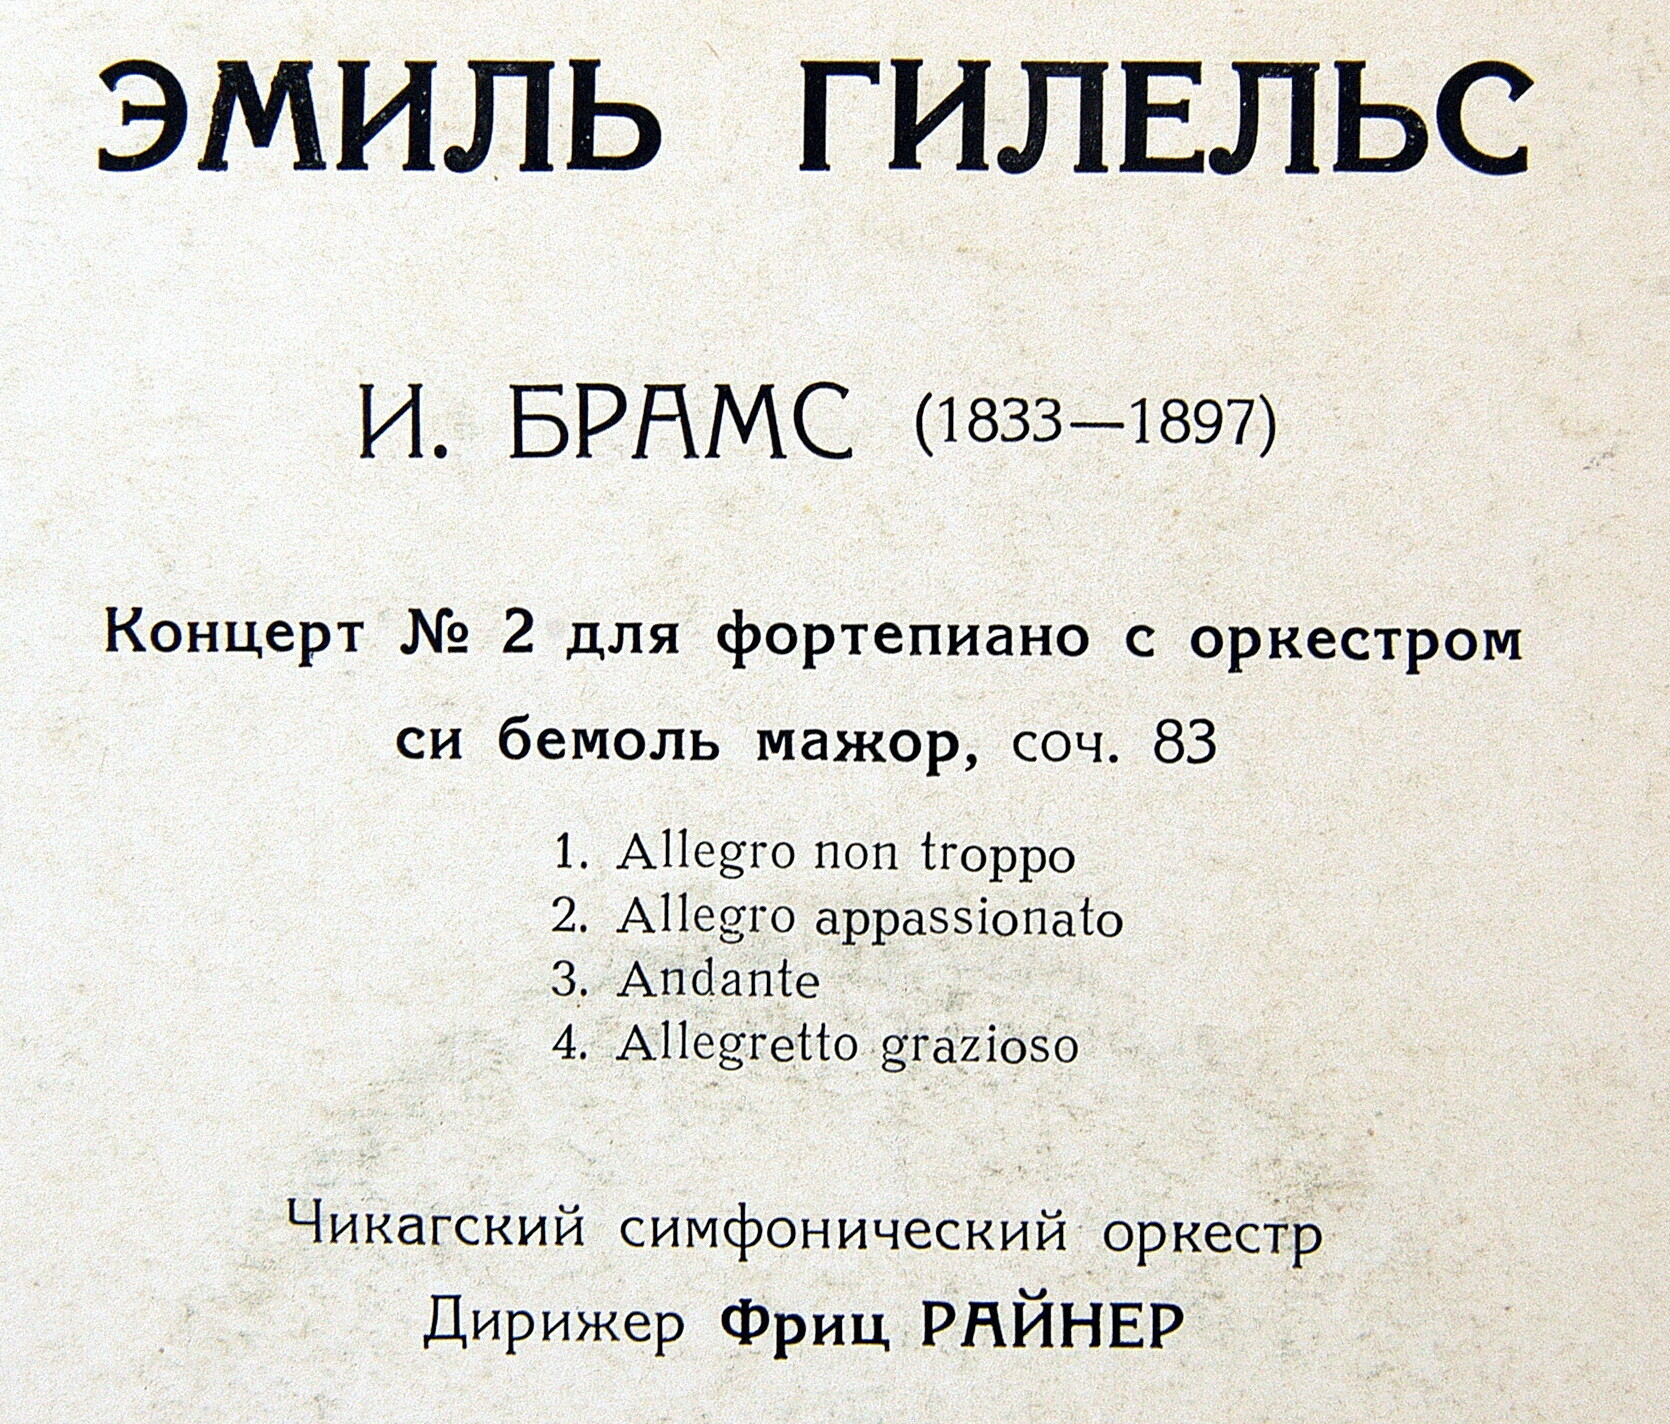 ЭМИЛЬ ГИЛЕЛЬС
И. БРАМС (1833—1897)
Концерт № 2 для фортепиано с оркестром
си бемоль мажор, соч. 83
1. Allegro non troppo
2. Allegro appassionato
3. Andante
4. Allegretto grazioso
Чикагский симфонический оркестр
Дирижер Фриц РАЙНЕР